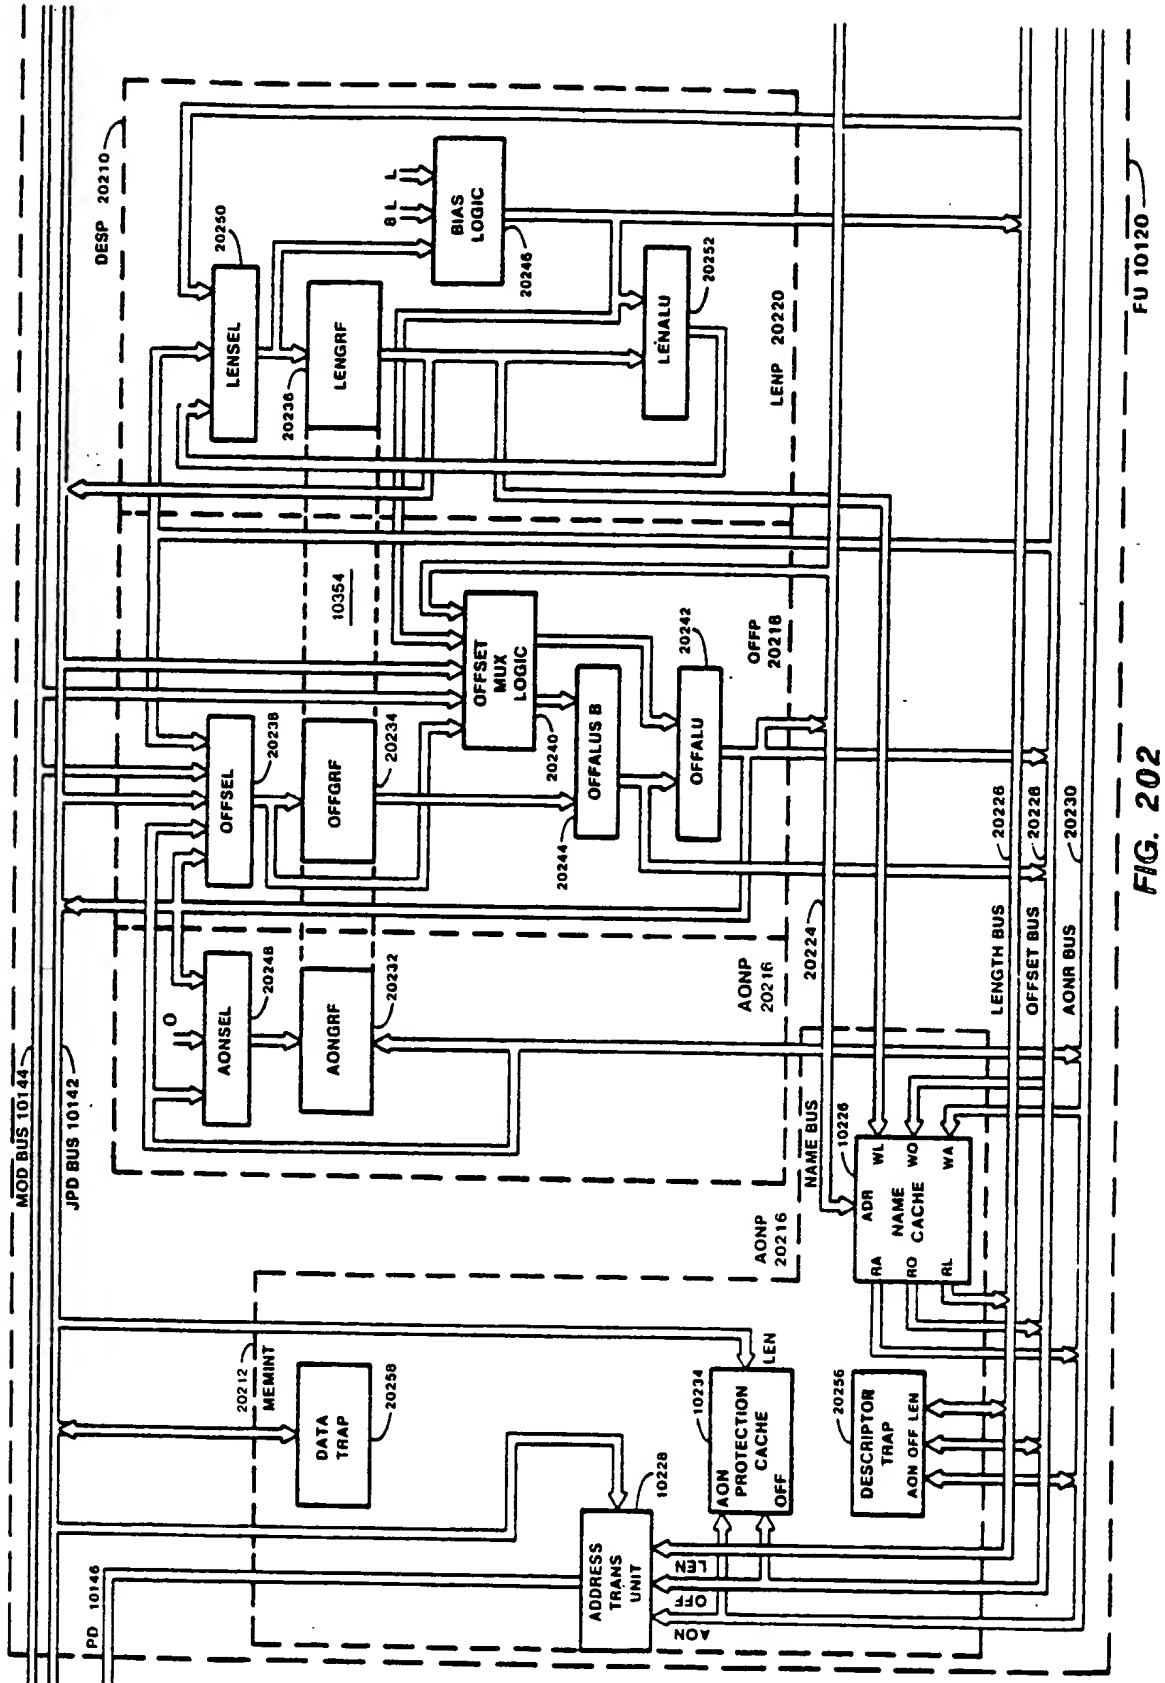 MOD BUS 10144
JPD BUS 10142
PD 10146
DESP 20210
LENSEL
20250
8 L
L
BIAS
LOGIC
20246
20236
LENGRF
LENALU
20252
LENP 20220
OFFSEL
20238
10354
OFFGRF
20234
OFFSET
MUX
LOGIC
20240
OFFALUS B
20244
OFFALU
20242
OFFP
20218
O
AONSEL
20248
AONGRF
20232
AONP
20216
20224
NAME BUS
AONP
20216
20212
MEMINT
DATA
TRAP
20258
ADDRESS
TRANS
UNIT
10228
AON
OFF
LEN
10234
AON
PROTECTION
CACHE
OFF
LEN
10226
ADR
NAME
CACHE
RA
RO
RL
WL
WO
WA
20256
DESCRIPTOR
TRAP
AON OFF LEN
LENGTH BUS
20226
OFFSET BUS
20228
AONR BUS
20230
FU 10120
FIG. 202